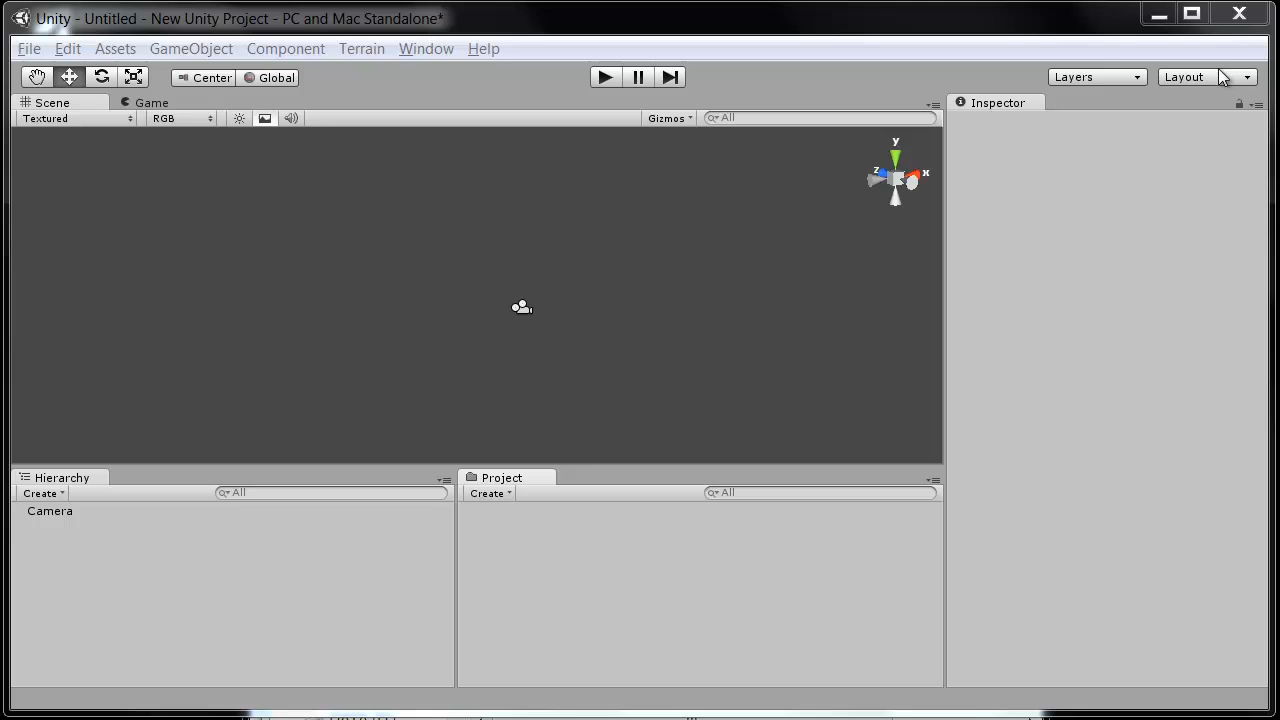 Unity - Untitled - New Unity Project - PC and Mac Standalone*
File Edit Assets GameObject Component Terrain Window Help
Center Global Layers Layout
Scene Game Inspector
Textured RGB Gizmos All
y
z x
Hierarchy Project
Create All Create All
Camera